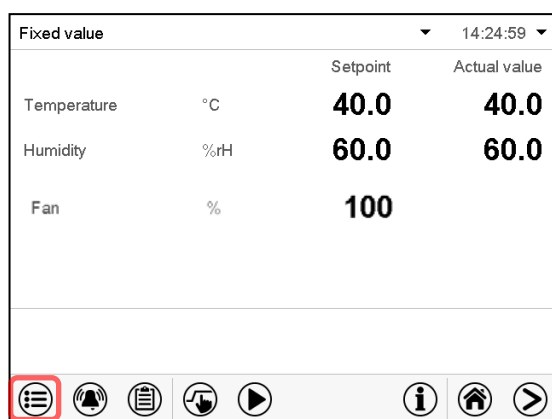 Fixed value 14:24:59
Setpoint Actual value
Temperature °C 40.0 40.0
Humidity %rH 60.0 60.0
Fan % 100